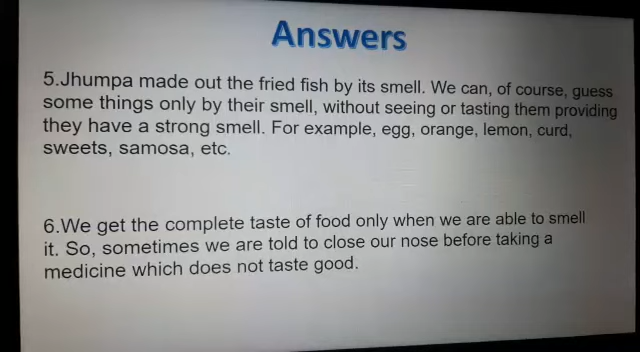 Answers
5.Jhumpa made out the fried fish by its smell. We can, of course, guess
some things only by their smell, without seeing or tasting them providing
they have a strong smell. For example, egg, orange, lemon, curd,
sweets, samosa, etc.
6.We get the complete taste of food only when we are able to smell
it. So, sometimes we are told to close our nose before taking a
medicine which does not taste good.